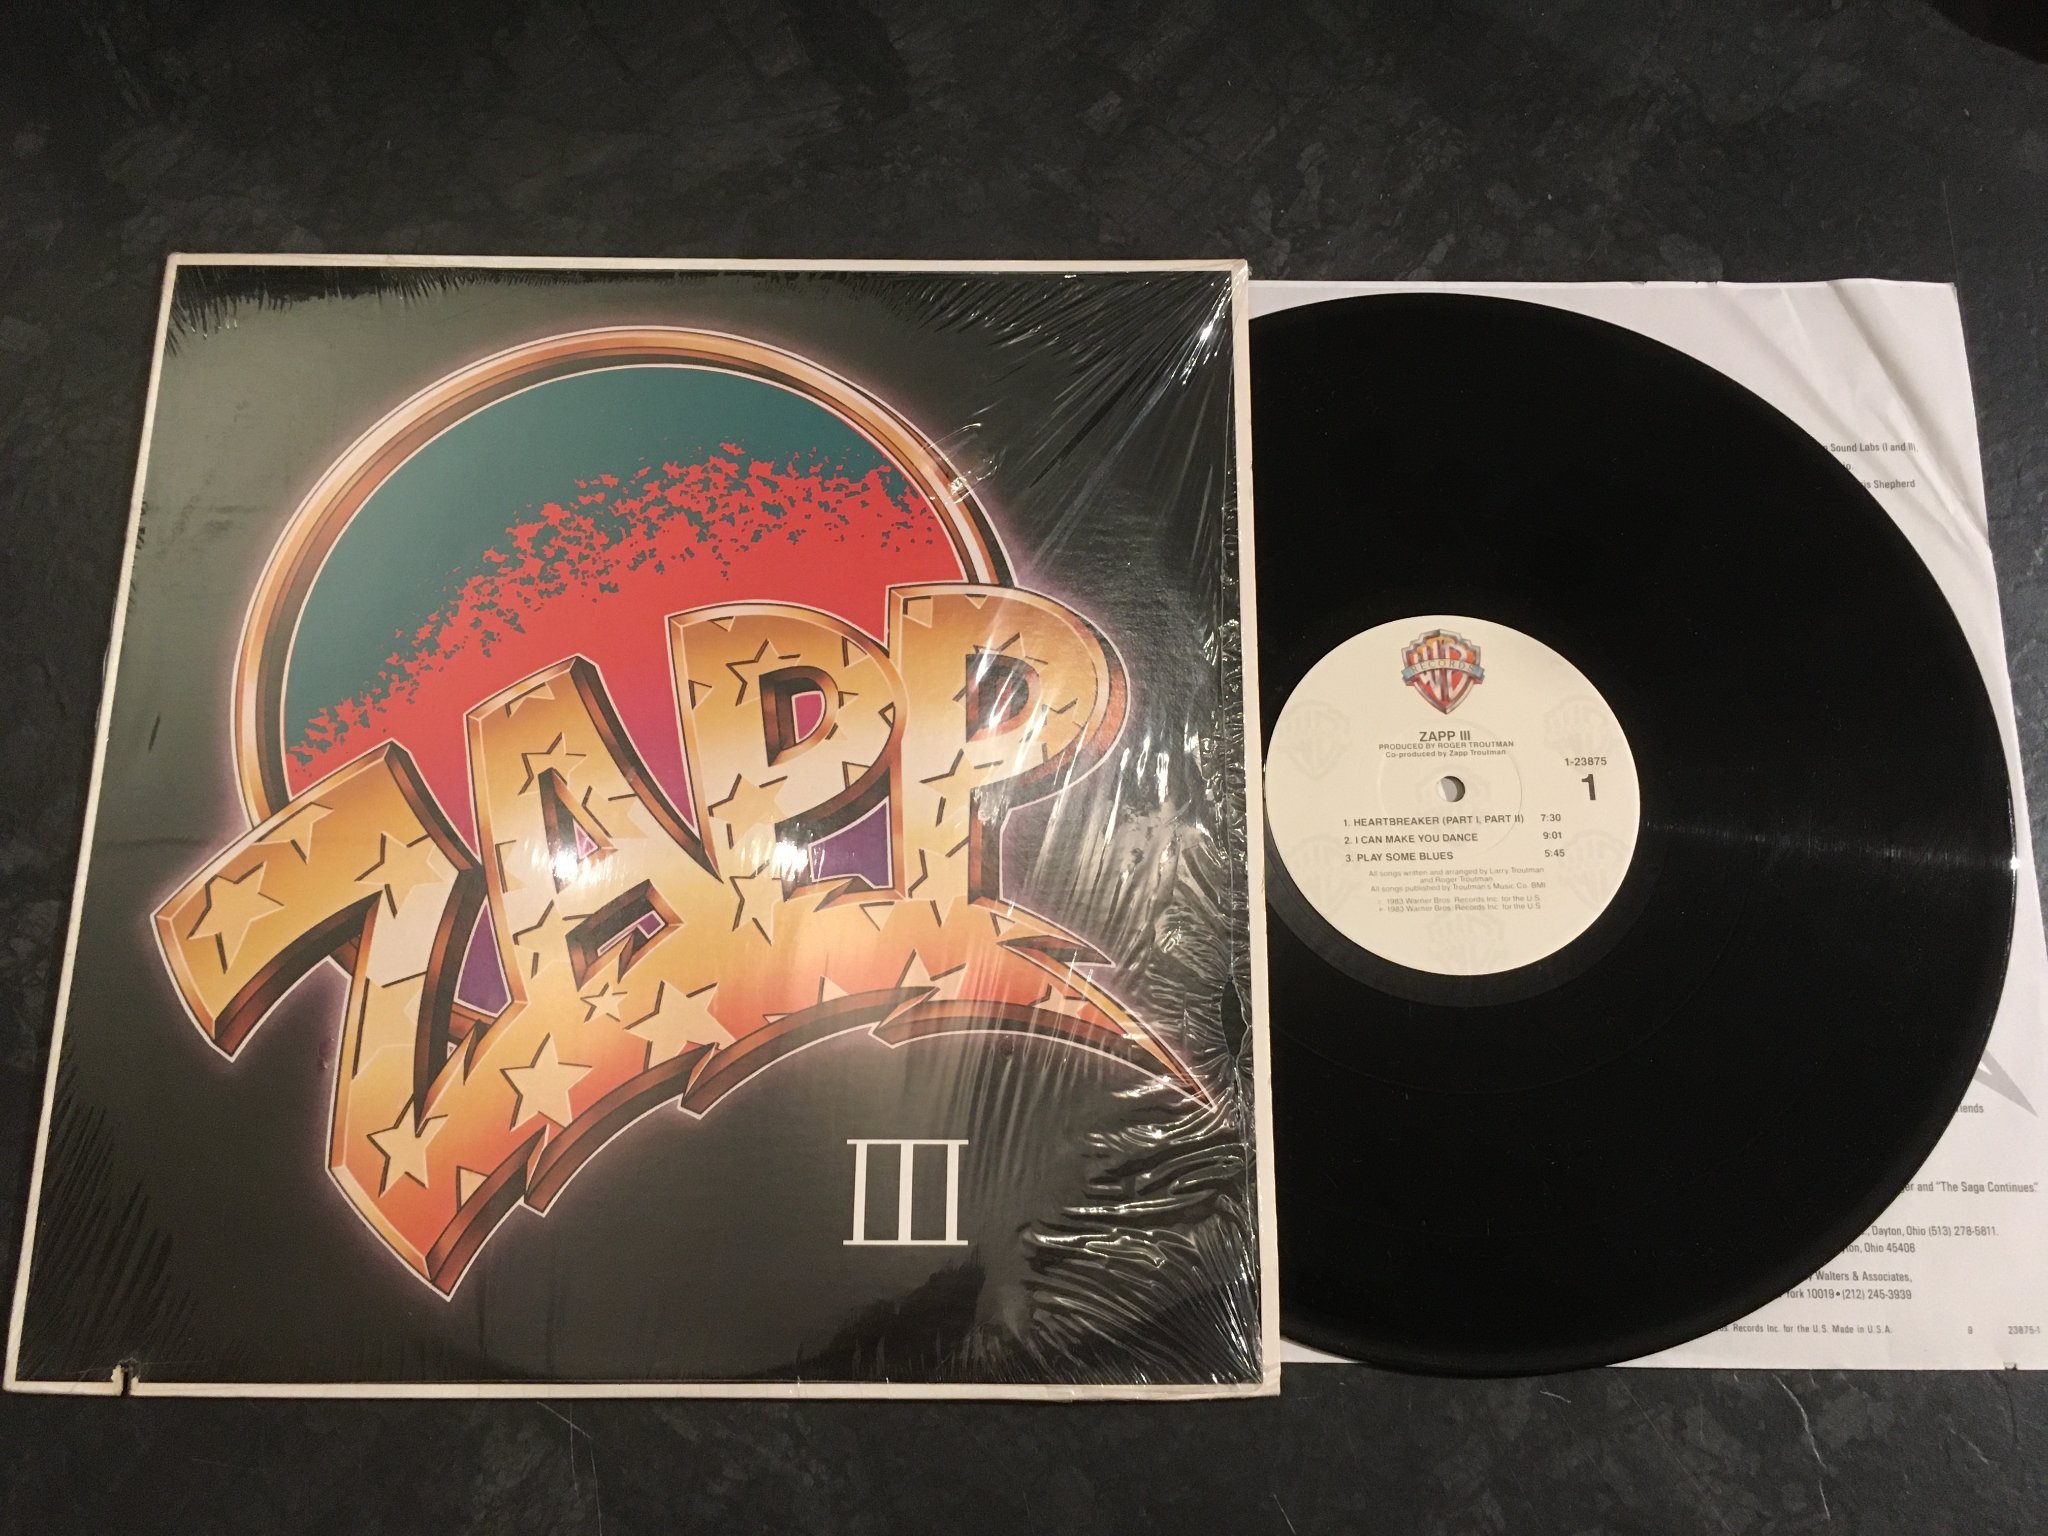 ZAPP
III
WB
RECORDS
ZAPP III
PRODUCED BY ROGER TROUTMAN
Co-produced by Zapp Troutman
1-23875
1
1. HEARTBREAKER (PART I, PART II) 7:30
2. I CAN MAKE YOU DANCE 9:01
3. PLAY SOME BLUES 5:45
All songs written and arranged by Larry Troutman
and Roger Troutman
All songs published by Troutman's Music Co. BMI
© 1983 Warner Bros. Records Inc. for the U.S.
℗ 1983 Warner Bros. Records Inc. for the U.S.
Sound Labs (I and II),
Shepherd
and "The Saga Continues."
Dayton, Ohio (513) 278-5811.
Ohio 45406
Walters & Associates,
10019 • (212) 245-3939
Records Inc. for the U.S. Made in U.S.A. 9 23875-1